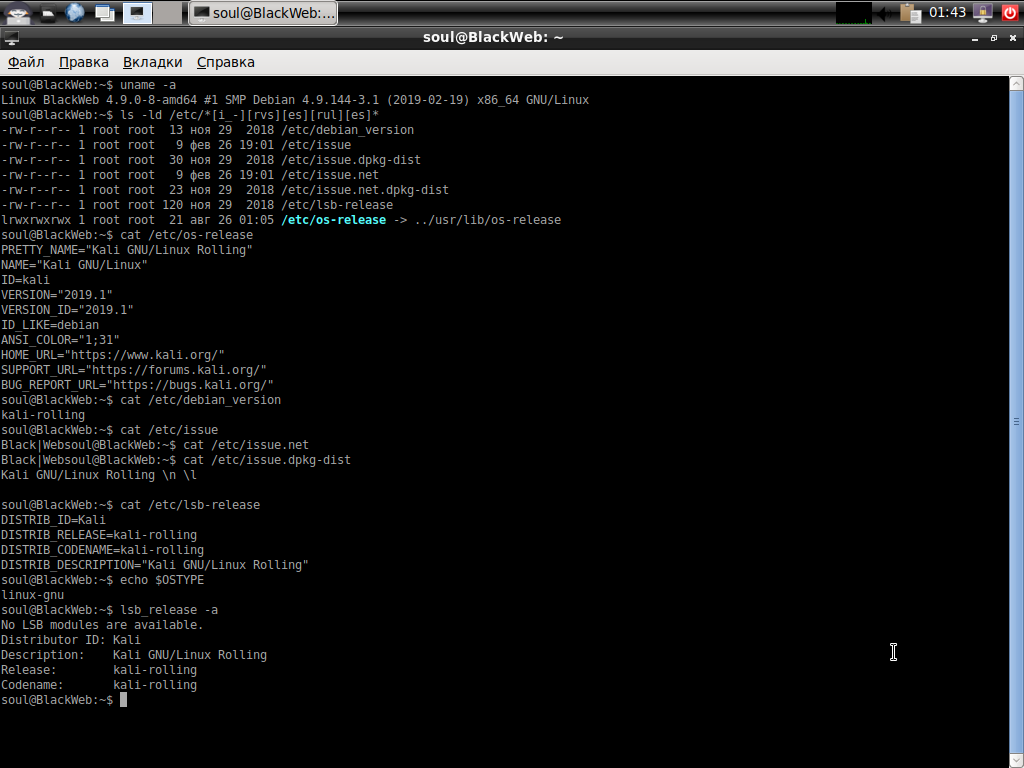 soul@BlackWeb:...
01:43
soul@BlackWeb: ~
Файл Правка Вкладки Справка
soul@BlackWeb:~$ uname -a
Linux BlackWeb 4.9.0-8-amd64 #1 SMP Debian 4.9.144-3.1 (2019-02-19) x86_64 GNU/Linux
soul@BlackWeb:~$ ls -ld /etc/*[i_-][rvs][es][rul][es]*
-rw-r--r-- 1 root root  13 ноя 29  2018 /etc/debian_version
-rw-r--r-- 1 root root   9 фев 26 19:01 /etc/issue
-rw-r--r-- 1 root root  30 ноя 29  2018 /etc/issue.dpkg-dist
-rw-r--r-- 1 root root   9 фев 26 19:01 /etc/issue.net
-rw-r--r-- 1 root root  23 ноя 29  2018 /etc/issue.net.dpkg-dist
-rw-r--r-- 1 root root 120 ноя 29  2018 /etc/lsb-release
lrwxrwxrwx 1 root root  21 авг 26 01:05 /etc/os-release -> ../usr/lib/os-release
soul@BlackWeb:~$ cat /etc/os-release
PRETTY_NAME="Kali GNU/Linux Rolling"
NAME="Kali GNU/Linux"
ID=kali
VERSION="2019.1"
VERSION_ID="2019.1"
ID_LIKE=debian
ANSI_COLOR="1;31"
HOME_URL="https://www.kali.org/"
SUPPORT_URL="https://forums.kali.org/"
BUG_REPORT_URL="https://bugs.kali.org/"
soul@BlackWeb:~$ cat /etc/debian_version
kali-rolling
soul@BlackWeb:~$ cat /etc/issue
Black|Websoul@BlackWeb:~$ cat /etc/issue.net
Black|Websoul@BlackWeb:~$ cat /etc/issue.dpkg-dist
Kali GNU/Linux Rolling \n \l
soul@BlackWeb:~$ cat /etc/lsb-release
DISTRIB_ID=Kali
DISTRIB_RELEASE=kali-rolling
DISTRIB_CODENAME=kali-rolling
DISTRIB_DESCRIPTION="Kali GNU/Linux Rolling"
soul@BlackWeb:~$ echo $OSTYPE
linux-gnu
soul@BlackWeb:~$ lsb_release -a
No LSB modules are available.
Distributor ID: Kali
Description:    Kali GNU/Linux Rolling
Release:        kali-rolling
Codename:       kali-rolling
soul@BlackWeb:~$